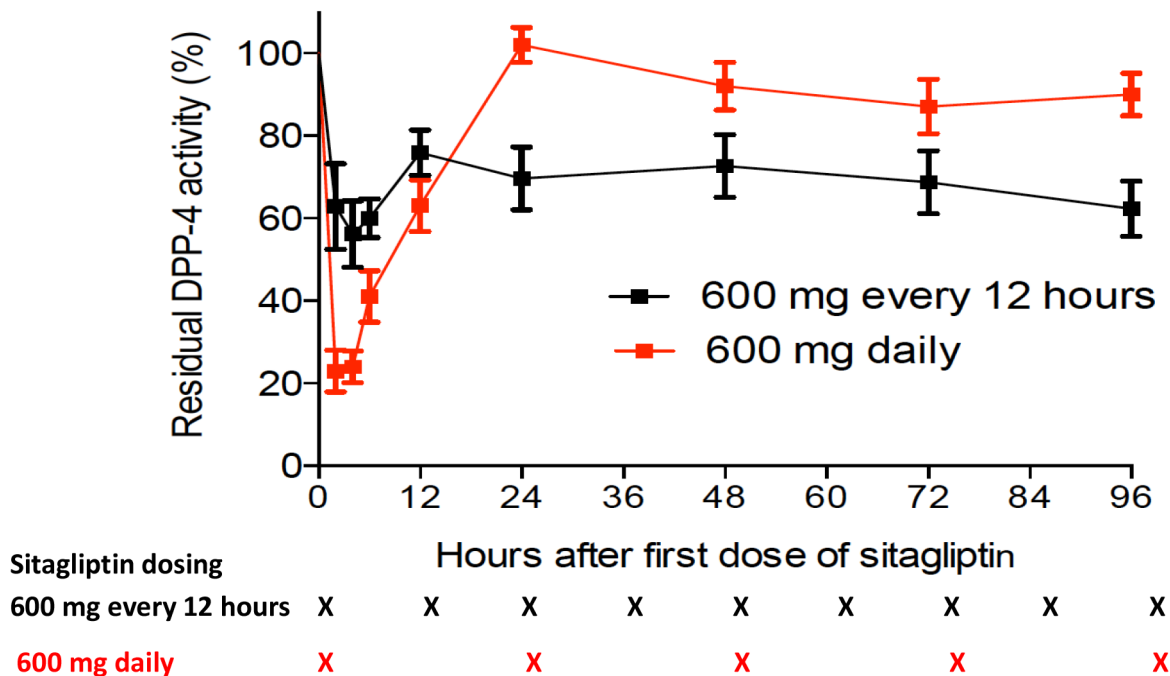 Residual DPP-4 activity (%)
100
80
60
40
20
0
600 mg every 12 hours
600 mg daily
0 12 24 36 48 60 72 84 96
Hours after first dose of sitagliptin
Sitagliptin dosing
600 mg every 12 hours X X X X X X X X X
600 mg daily X X X X X